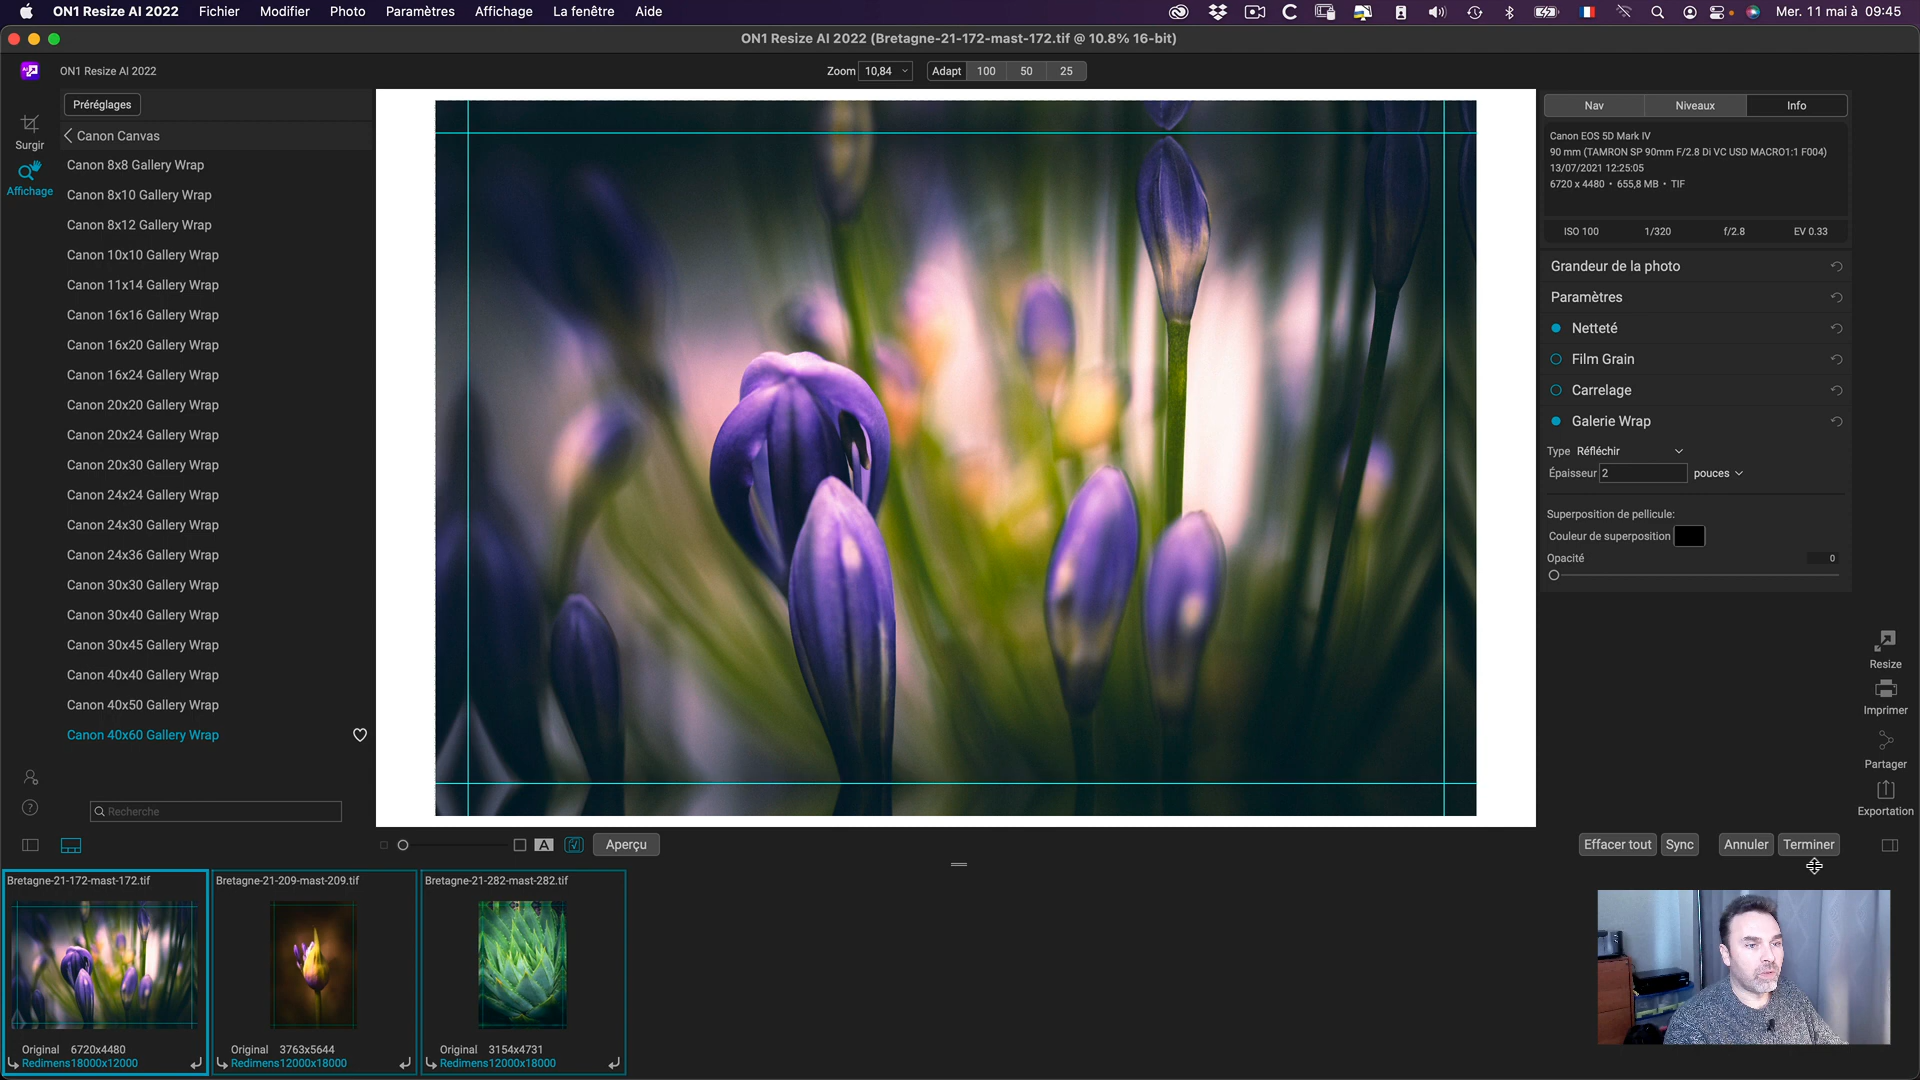 ON1 Resize AI 2022 Fichier Modifier Photo Paramètres Affichage La fenêtre Aide Mer. 11 mai à 09:45
ON1 Resize AI 2022 (Bretagne-21-172-mast-172.tif @ 10.8% 16-bit)
ON1 Resize AI 2022
Zoom 10,84 Adapt 100 50 25
Préréglages
Canon Canvas
Surgir
Affichage
Canon 8x8 Gallery Wrap
Canon 8x10 Gallery Wrap
Canon 8x12 Gallery Wrap
Canon 10x10 Gallery Wrap
Canon 11x14 Gallery Wrap
Canon 16x16 Gallery Wrap
Canon 16x20 Gallery Wrap
Canon 16x24 Gallery Wrap
Canon 20x20 Gallery Wrap
Canon 20x24 Gallery Wrap
Canon 20x30 Gallery Wrap
Canon 24x24 Gallery Wrap
Canon 24x30 Gallery Wrap
Canon 24x36 Gallery Wrap
Canon 30x30 Gallery Wrap
Canon 30x40 Gallery Wrap
Canon 30x45 Gallery Wrap
Canon 40x40 Gallery Wrap
Canon 40x50 Gallery Wrap
Canon 40x60 Gallery Wrap
Recherche
Nav Niveaux Info
Canon EOS 5D Mark IV
90 mm (TAMRON SP 90mm F/2.8 Di VC USD MACRO1:1 F004)
13/07/2021 12:25:05
6720 x 4480 • 655,8 MB • TIF
ISO 100 1/320 f/2.8 EV 0.33
Grandeur de la photo
Paramètres
Netteté
Film Grain
Carrelage
Galerie Wrap
Type Réfléchir
Épaisseur 2 pouces
Superposition de pellicule:
Couleur de superposition
Opacité 0
Resize
Imprimer
Partager
Exportation
A Aperçu
Effacer tout Sync Annuler Terminer
Bretagne-21-172-mast-172.tif
Original 6720x4480
Redimens18000x12000
Bretagne-21-209-mast-209.tif
Original 3763x5644
Redimens12000x18000
Bretagne-21-282-mast-282.tif
Original 3154x4731
Redimens12000x18000